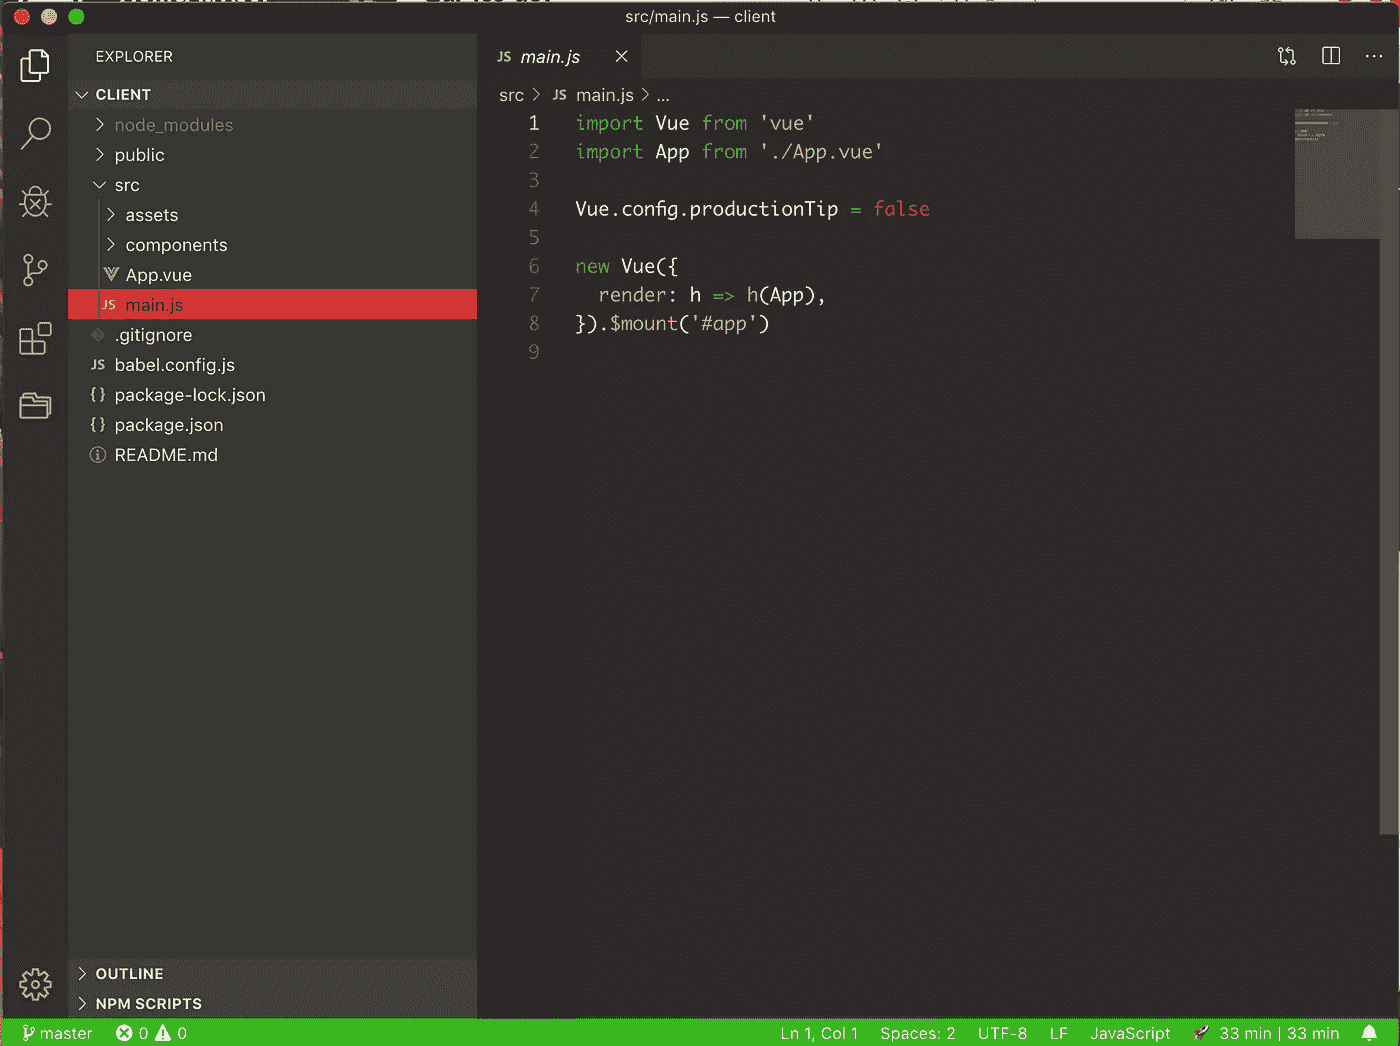 src/main.js — client
EXPLORER
CLIENT
node_modules
public
src
assets
components
App.vue
JS main.js
.gitignore
JS babel.config.js
{} package-lock.json
{} package.json
README.md
OUTLINE
NPM SCRIPTS
JS main.js
src > JS main.js > ...
1 import Vue from 'vue'
2 import App from './App.vue'
3
4 Vue.config.productionTip = false
5
6 new Vue({
7 render: h => h(App),
8 }).$mount('#app')
9
master 0 0 Ln 1, Col 1 Spaces: 2 UTF-8 LF JavaScript 🚀 33 min | 33 min